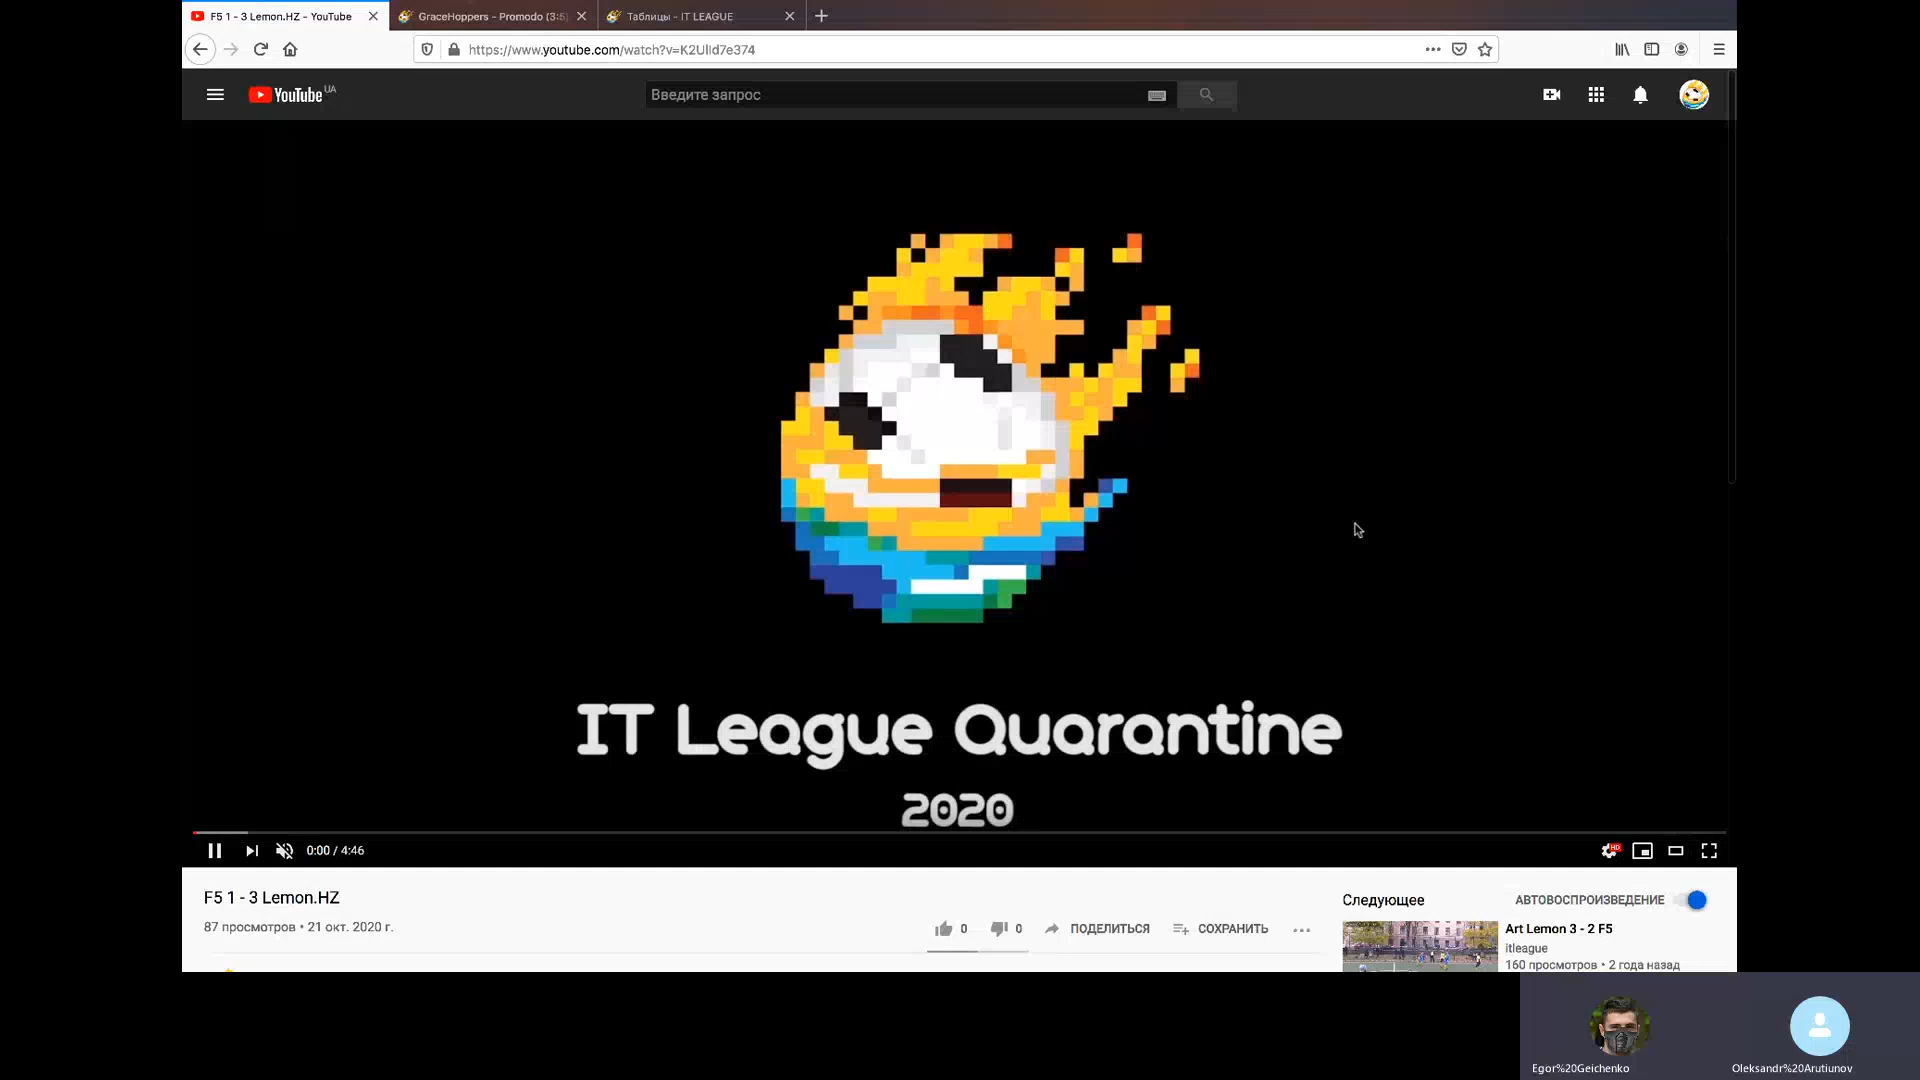 F5 1 - 3 Lemon.HZ - YouTube
GraceHoppers - Promodo (3:5)
Таблицы - IT LEAGUE
https://www.youtube.com/watch?v=K2Ulld7e374
YouTube UA
Введите запрос
IT League Quarantine
2020
0:00 / 4:46
HD
F5 1 - 3 Lemon.HZ
87 просмотров • 21 окт. 2020 г.
0
0
ПОДЕЛИТЬСЯ
СОХРАНИТЬ
Следующее
АВТОВОСПРОИЗВЕДЕНИЕ
Art Lemon 3 - 2 F5
itleague
160 просмотров • 2 года назад
Egor%20Geichenko
Oleksandr%20Arutiunov